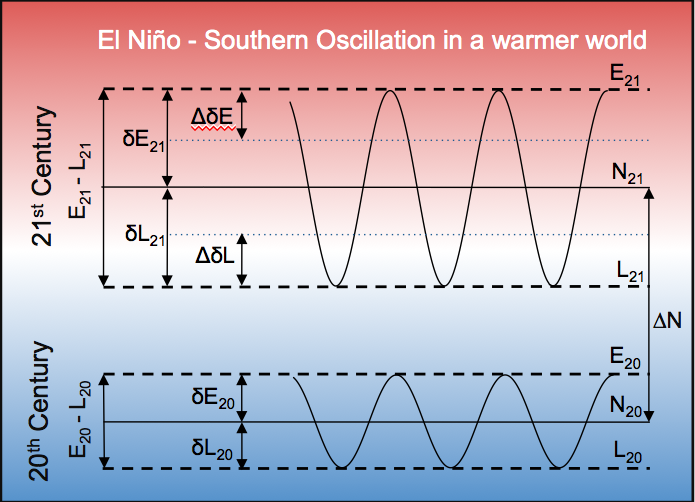 El Niño - Southern Oscillation in a warmer world
21st Century
E21 - L21
δE21
ΔδE
E21
N21
δL21
ΔδL
L21
ΔN
20th Century
E20 - L20
δE20
E20
N20
δL20
L20